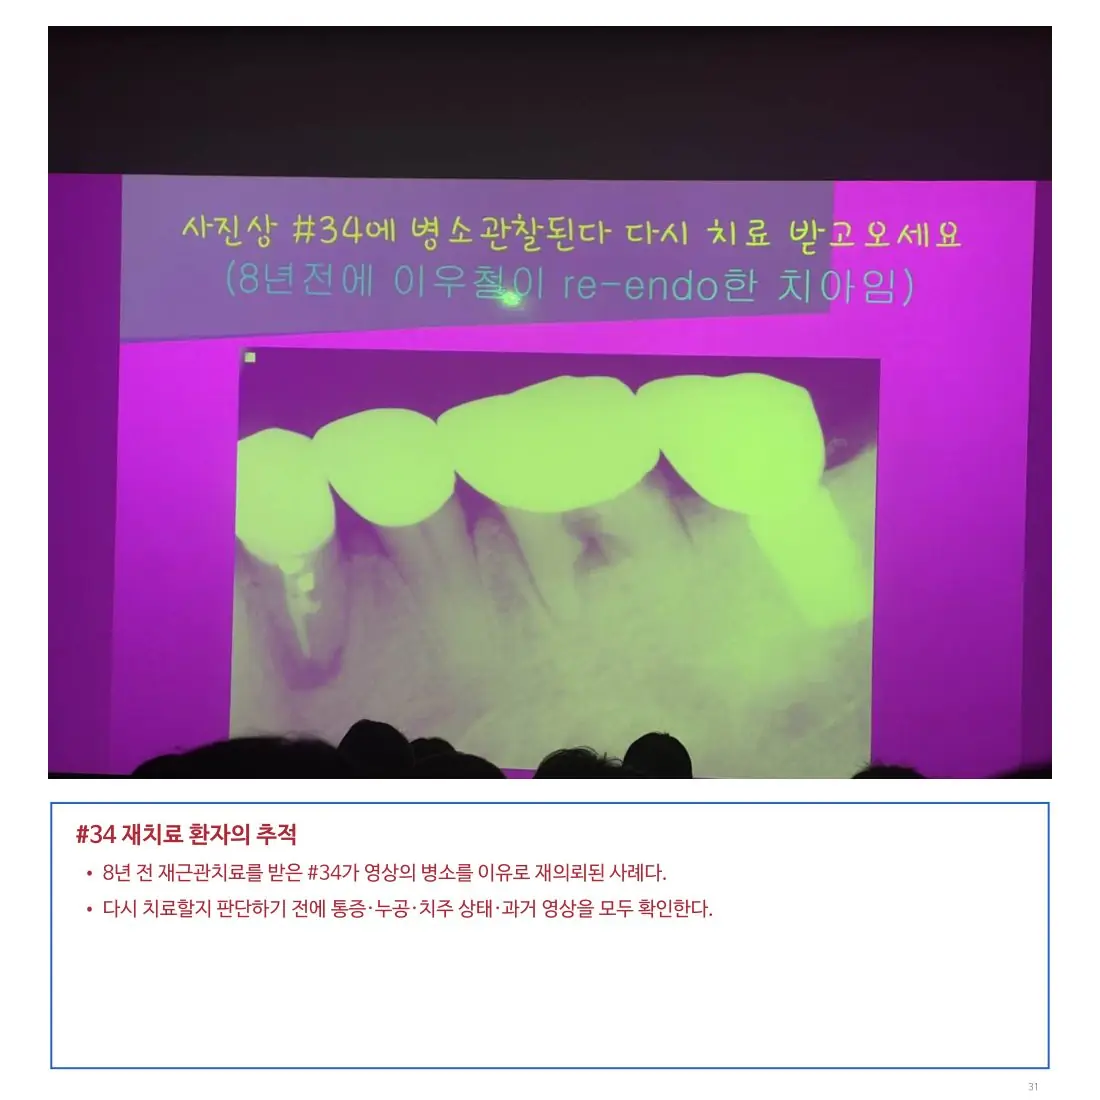 사진상 #34에 병소관찰된다 다시 치료 받고오세요
(8년전에 이우철이 re-endo한 치아임)
#34 재치료 환자의 추적
• 8년 전 재근관치료를 받은 #34가 영상의 병소를 이유로 재의뢰된 사례다.
• 다시 치료할지 판단하기 전에 통증·누공·치주 상태·과거 영상을 모두 확인한다.
31